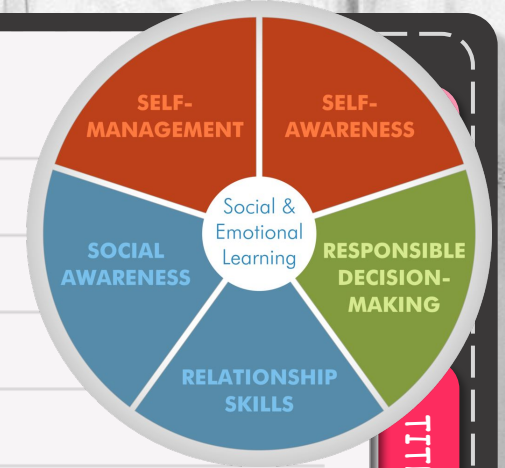 SELF-
MANAGEMENT
SELF-
AWARENESS
SOCIAL
AWARENESS
Social &
Emotional
Learning
RESPONSIBLE
DECISION-
MAKING
RELATIONSHIP
SKILLS